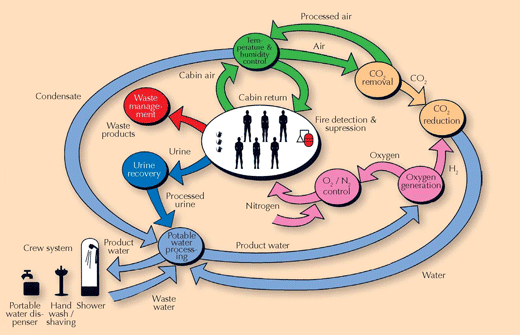 Processed air
Tem-
perature &
humidity
control
Air
CO₂
removal
CO₂
CO₂
reduction
Cabin air
Cabin return
Condensate
Waste
manage-
ment
Waste
products
Fire detection &
supression
Urine
Urine
recovery
Oxygen
H₂
O₂ / N₂
control
Oxygen
generation
Nitrogen
Processed
urine
Potable
water
process-
ing
Product water
Water
Crew system
Product
water
Waste
water
Portable
water dis-
penser
Hand
wash /
shaving
Shower